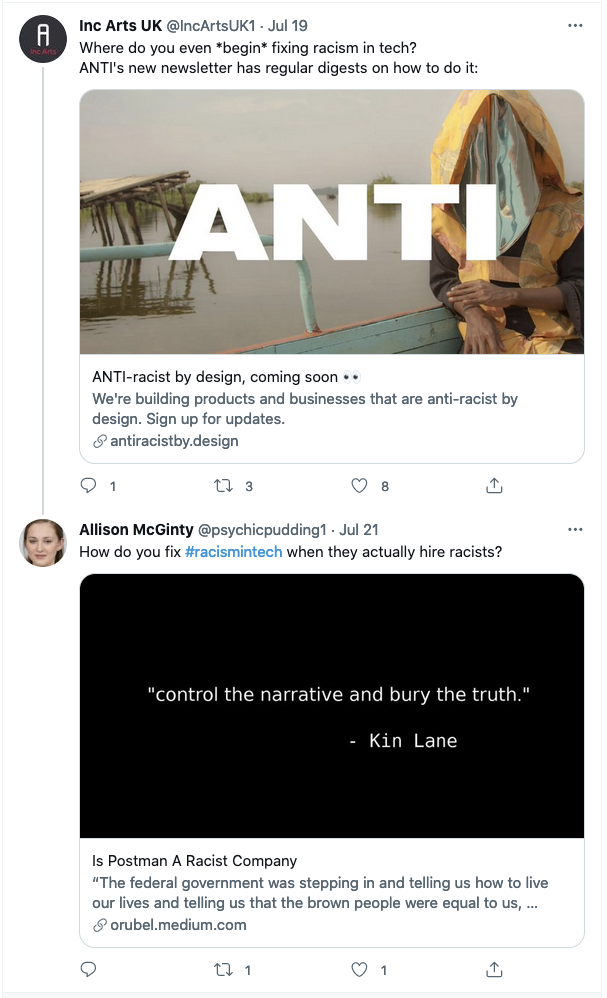 Inc Arts UK @IncArtsUK1 · Jul 19
Where do you even *begin* fixing racism in tech?
ANTI's new newsletter has regular digests on how to do it:
ANTI
ANTI-racist by design, coming soon 👀
We're building products and businesses that are anti-racist by
design. Sign up for updates.
antiracistby.design
1 3 8
Allison McGinty @psychicpudding1 · Jul 21
How do you fix #racismintech when they actually hire racists?
"control the narrative and bury the truth."
- Kin Lane
Is Postman A Racist Company
“The federal government was stepping in and telling us how to live
our lives and telling us that the brown people were equal to us, ...
orubel.medium.com
1 1
A
Inc Arts